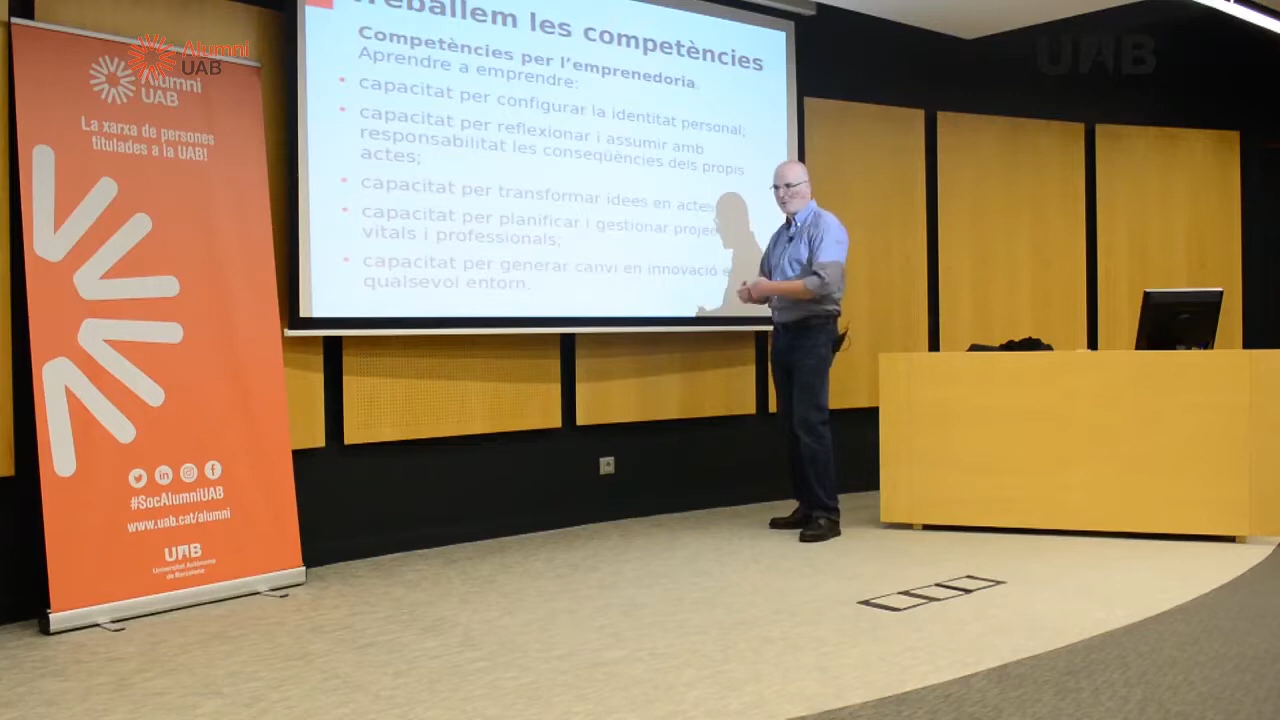 Alumni
UAB
Alumni
UAB
La xarxa de persones
titulades a la UAB!
#SocAlumniUAB
www.uab.cat/alumni
UAB
Universitat Autònoma
de Barcelona
Treballem les competències
Competències per l’emprenedoria.
Aprendre a emprendre:
• capacitat per configurar la identitat personal;
• capacitat per reflexionar i assumir amb
responsabilitat les conseqüències dels propis
actes;
• capacitat per transformar idees en actes
• capacitat per planificar i gestionar
vitals i professionals;
• capacitat per generar canvi en innovació
qualsevol entorn.
UAB